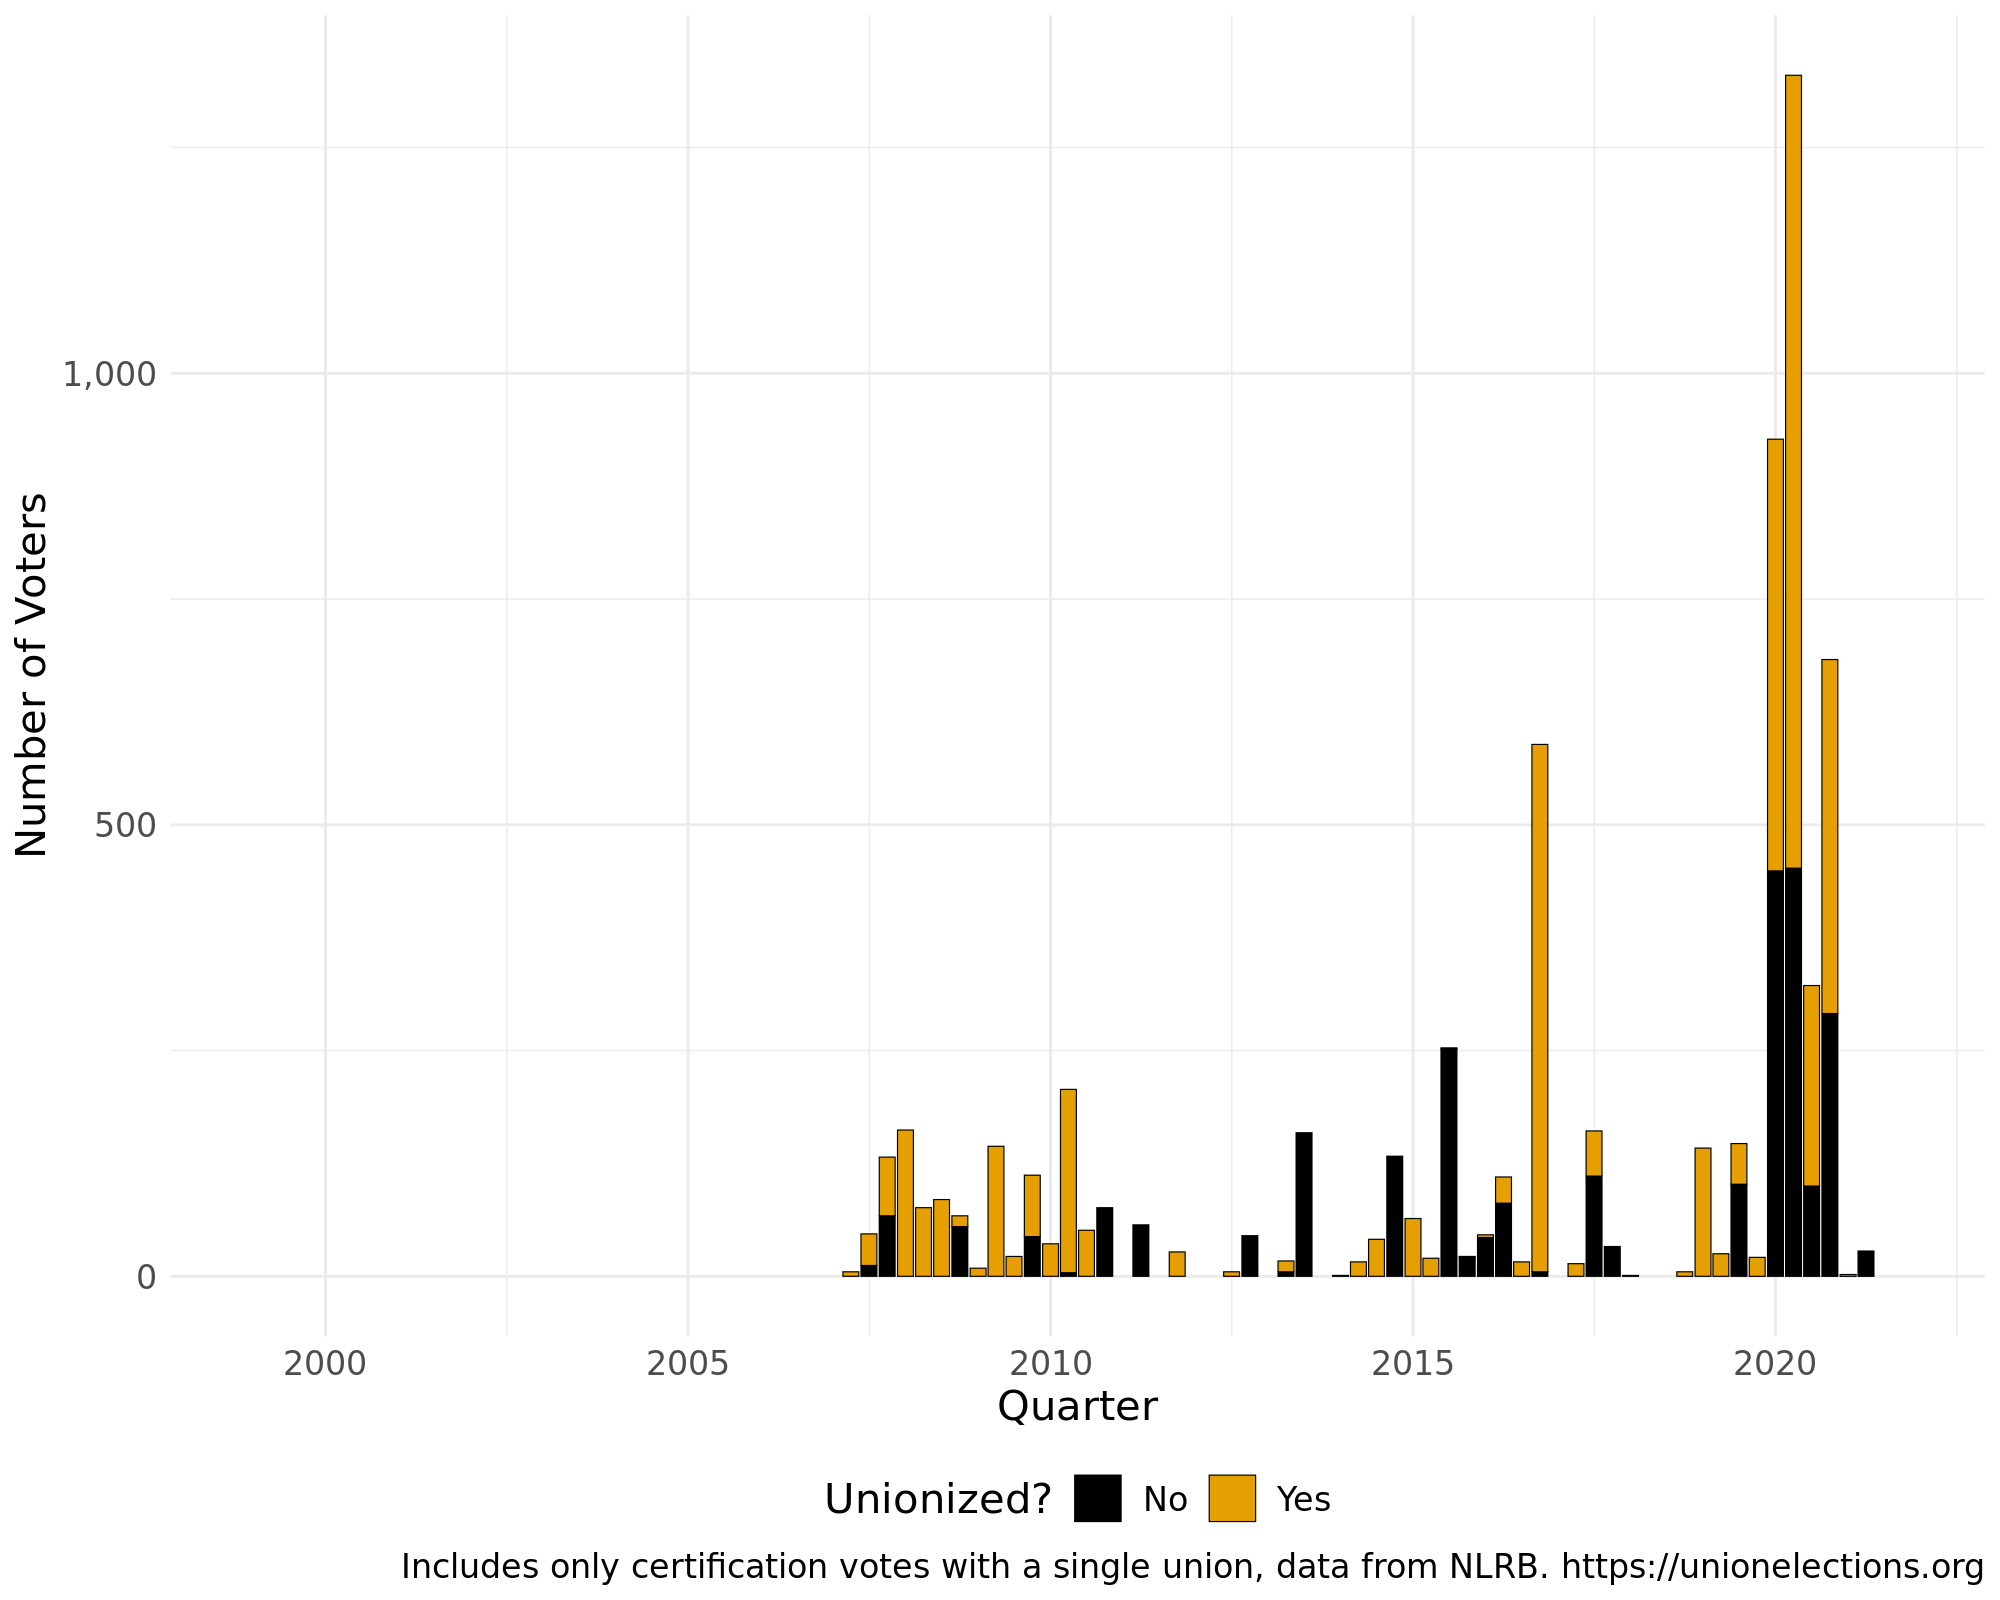 Number of Voters
1,000
500
0
2000 2005 2010 2015 2020
Quarter
Unionized? No Yes
Includes only certification votes with a single union, data from NLRB. https://unionelections.org